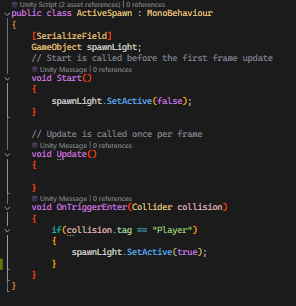 Unity Script (2 asset references) | 0 references
public class ActiveSpawn : MonoBehaviour
{
[SerializeField]
GameObject spawnLight;
// Start is called before the first frame update
Unity Message | 0 references
void Start()
{
spawnLight.SetActive(false);
}
// Update is called once per frame
Unity Message | 0 references
void Update()
{
}
Unity Message | 0 references
void OnTriggerEnter(Collider collision)
{
if(collision.tag == "Player")
{
spawnLight.SetActive(true);
}
}
}